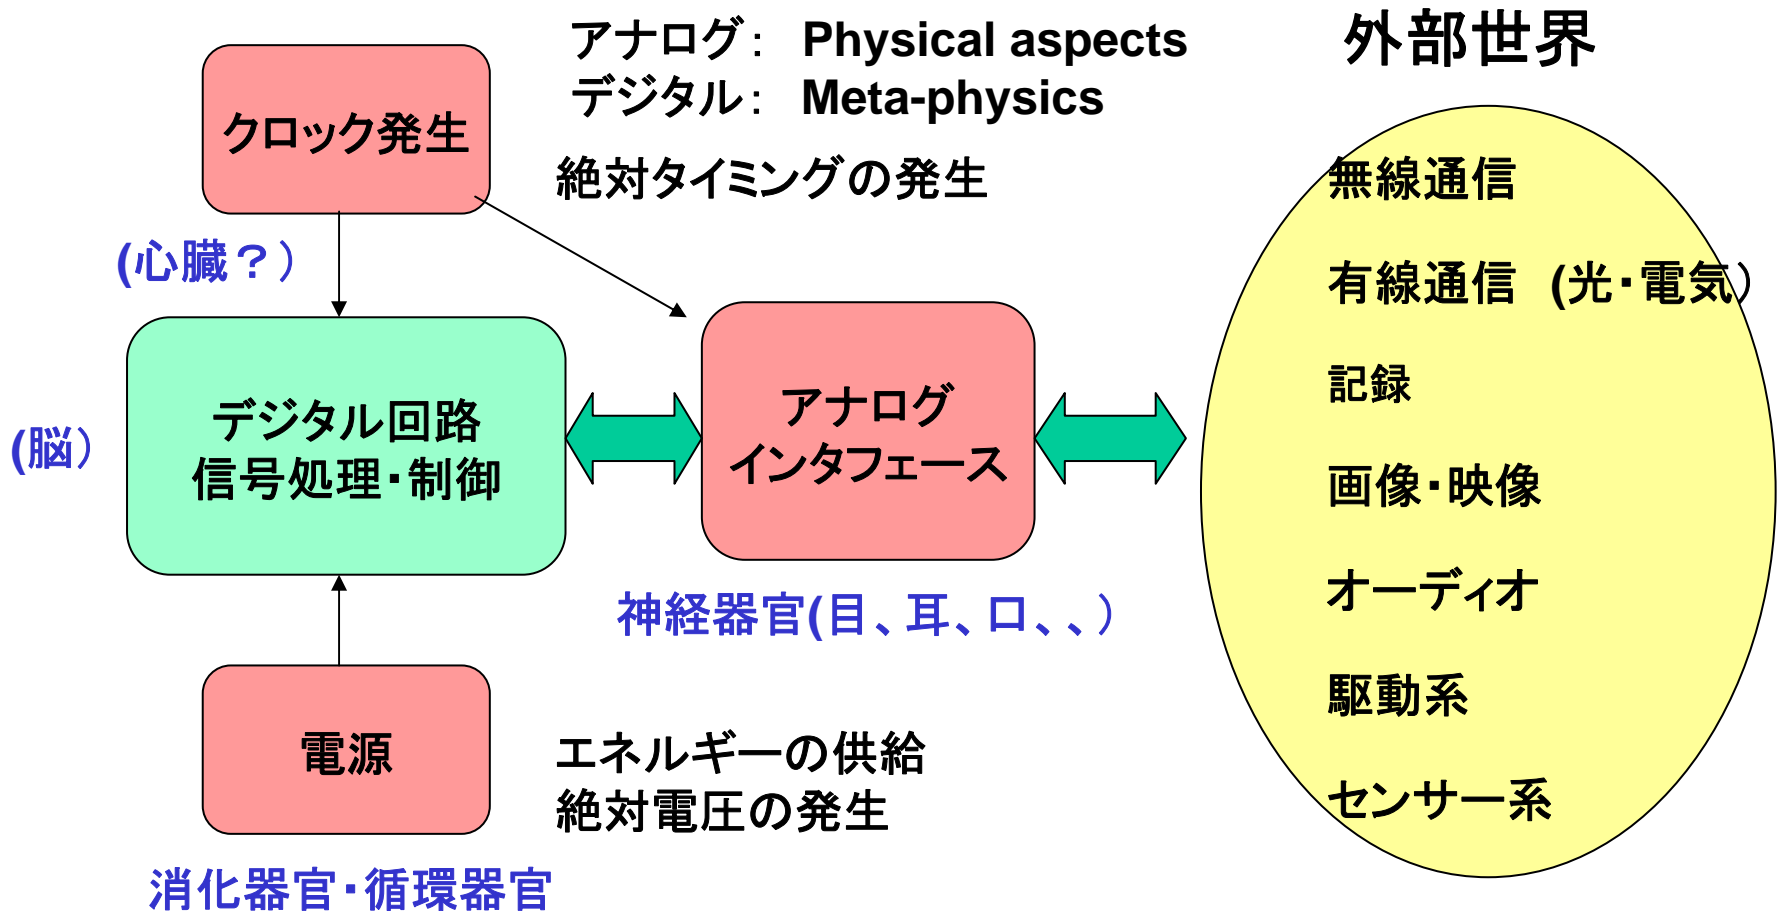 アナログ： Physical aspects
デジタル： Meta-physics
外部世界
クロック発生
絶対タイミングの発生
(心臓？）
デジタル回路
信号処理・制御
(脳）
アナログ
インタフェース
神経器官(目、耳、口、、）
電源
エネルギーの供給
絶対電圧の発生
消化器官・循環器官
無線通信
有線通信 (光・電気）
記録
画像・映像
オーディオ
駆動系
センサー系